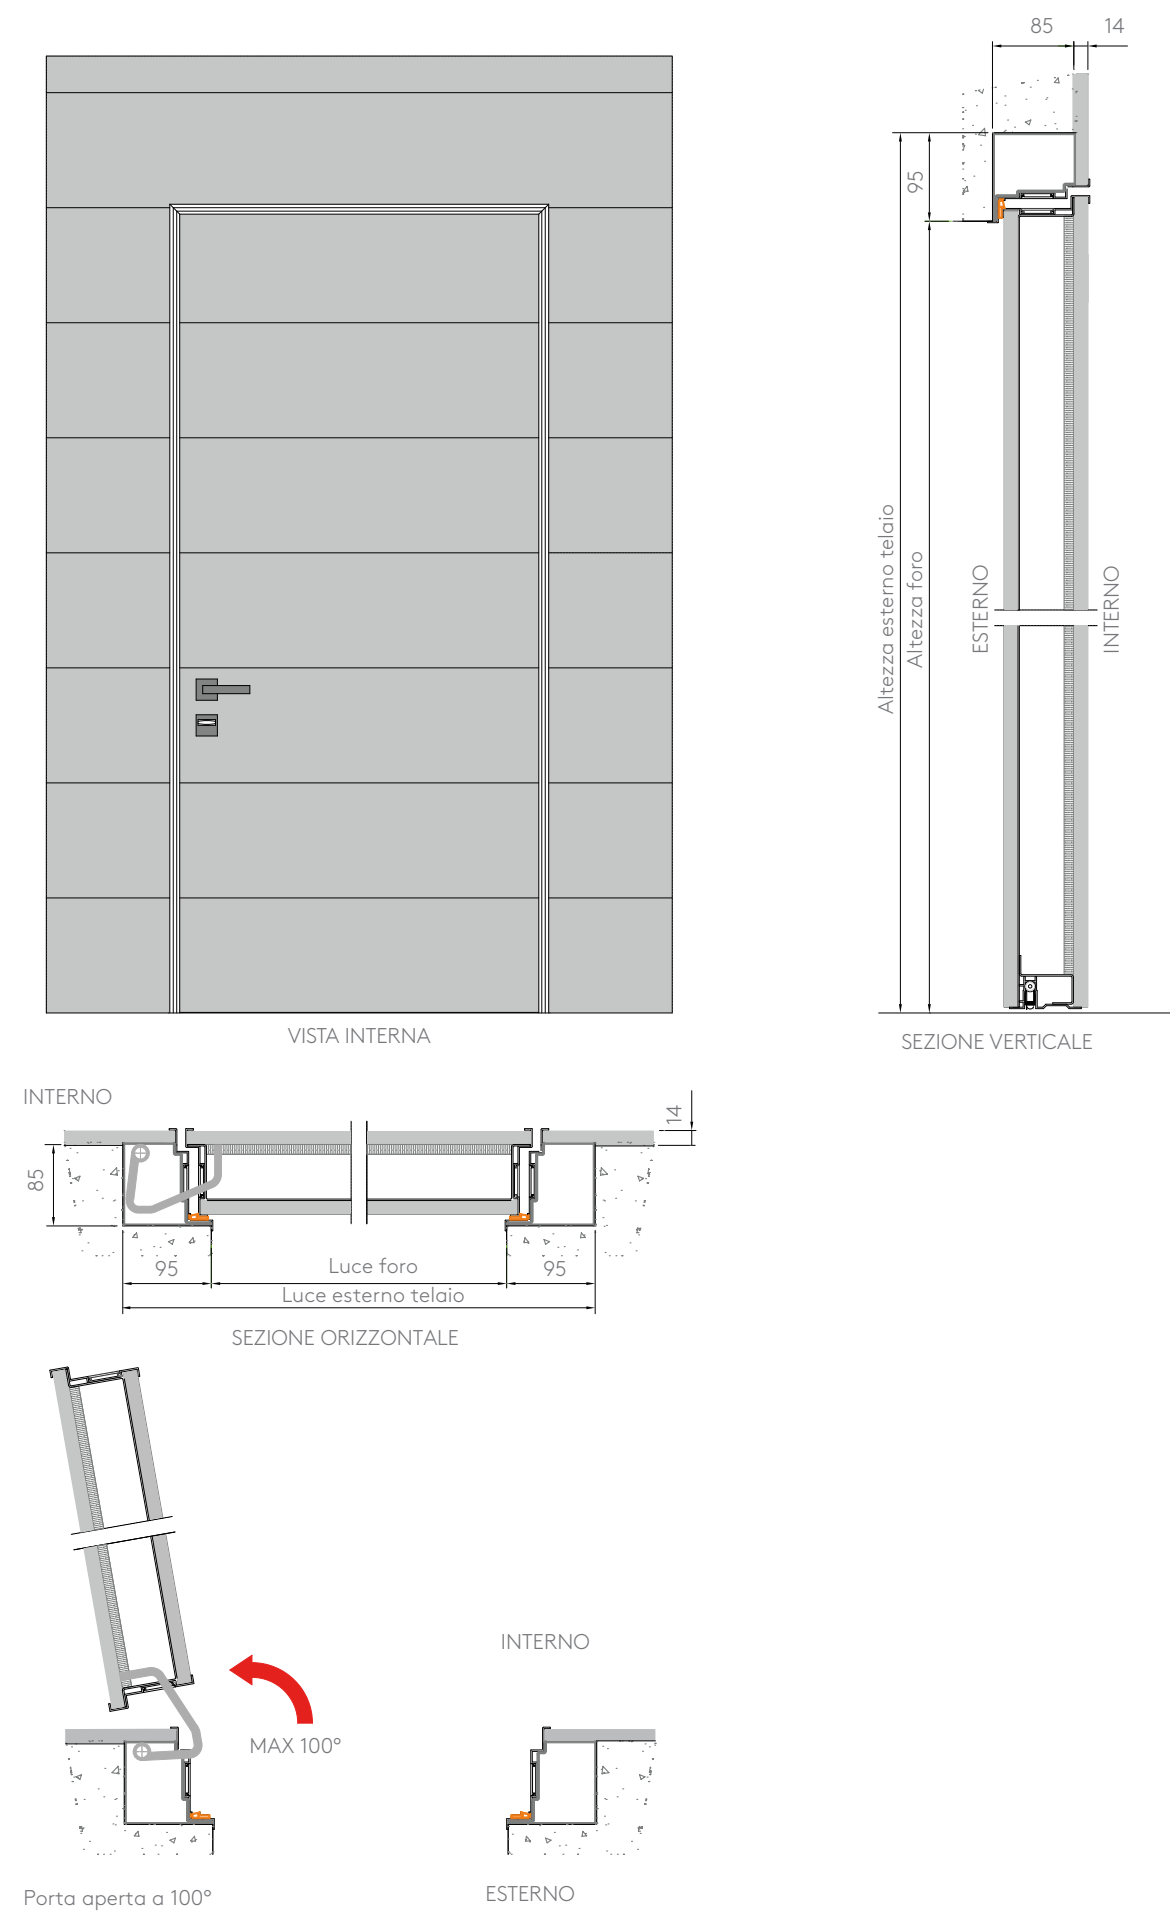 85
14
95
Altezza esterno telaio
Altezza foro
ESTERNO
INTERNO
VISTA INTERNA
SEZIONE VERTICALE
INTERNO
14
85
95
Luce foro
95
Luce esterno telaio
SEZIONE ORIZZONTALE
INTERNO
MAX 100°
Porta aperta a 100°
ESTERNO